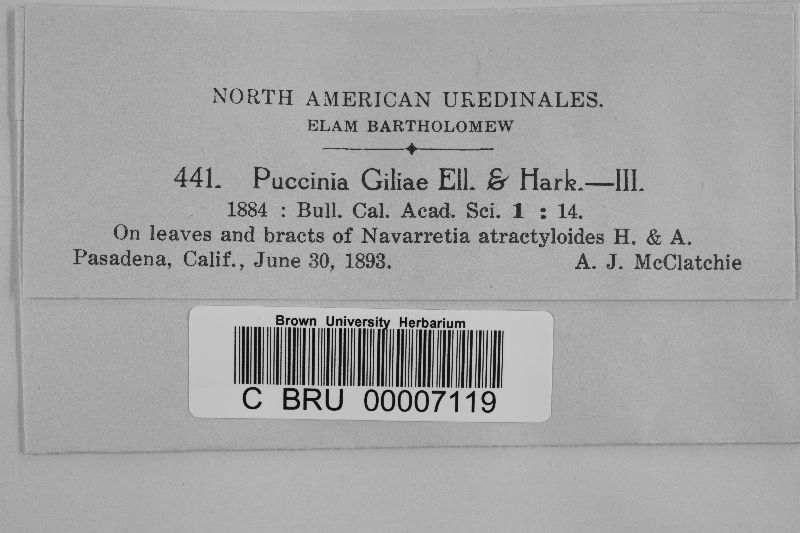 NORTH AMERICAN UREDINALES.
ELAM BARTHOLOMEW
441. Puccinia Giliae Ell. & Hark.—III.
1884 : Bull. Cal. Acad. Sci. 1 : 14.
On leaves and bracts of Navarretia atractyloides H. & A.
Pasadena, Calif., June 30, 1893. A. J. McClatchie
Brown University Herbarium
C BRU 00007119